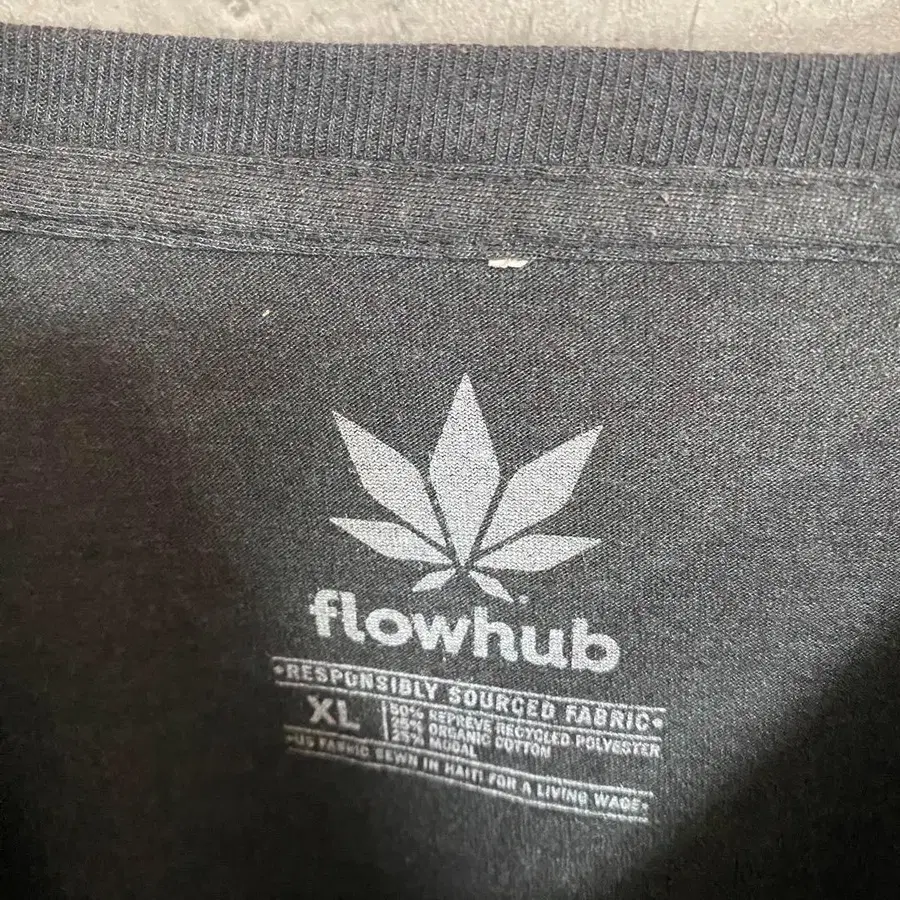 flowhub
•RESPONSIBLY SOURCED FABRIC•
XL
50% REPREVE RECYCLED POLYESTER
25% ORGANIC COTTON
25% MODAL
•US FABRIC SEWN IN HAITI FOR A LIVING WAGE•